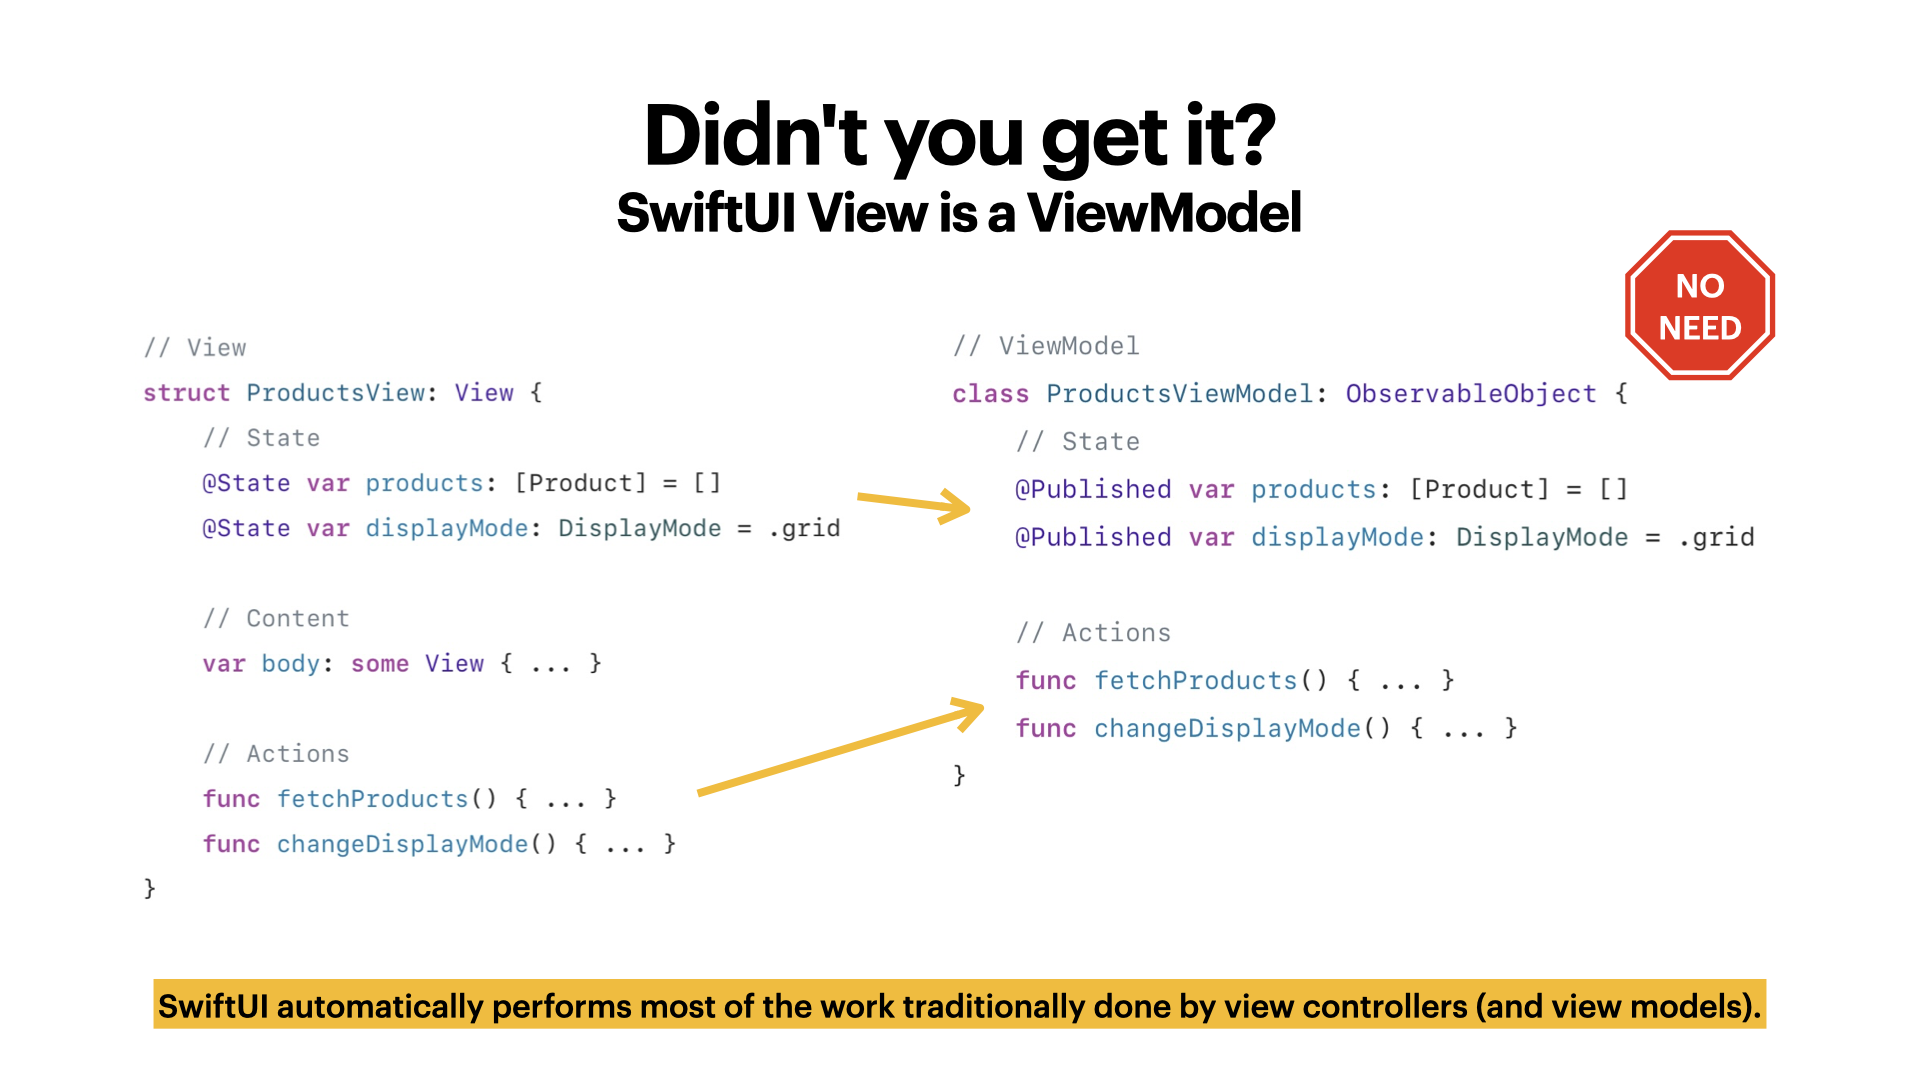 Didn't you get it?
SwiftUI View is a ViewModel
NO
NEED
// View
struct ProductsView: View {
// State
@State var products: [Product] = []
@State var displayMode: DisplayMode = .grid
// Content
var body: some View { ... }
// Actions
func fetchProducts() { ... }
func changeDisplayMode() { ... }
}
// ViewModel
class ProductsViewModel: ObservableObject {
// State
@Published var products: [Product] = []
@Published var displayMode: DisplayMode = .grid
// Actions
func fetchProducts() { ... }
func changeDisplayMode() { ... }
}
SwiftUI automatically performs most of the work traditionally done by view controllers (and view models).